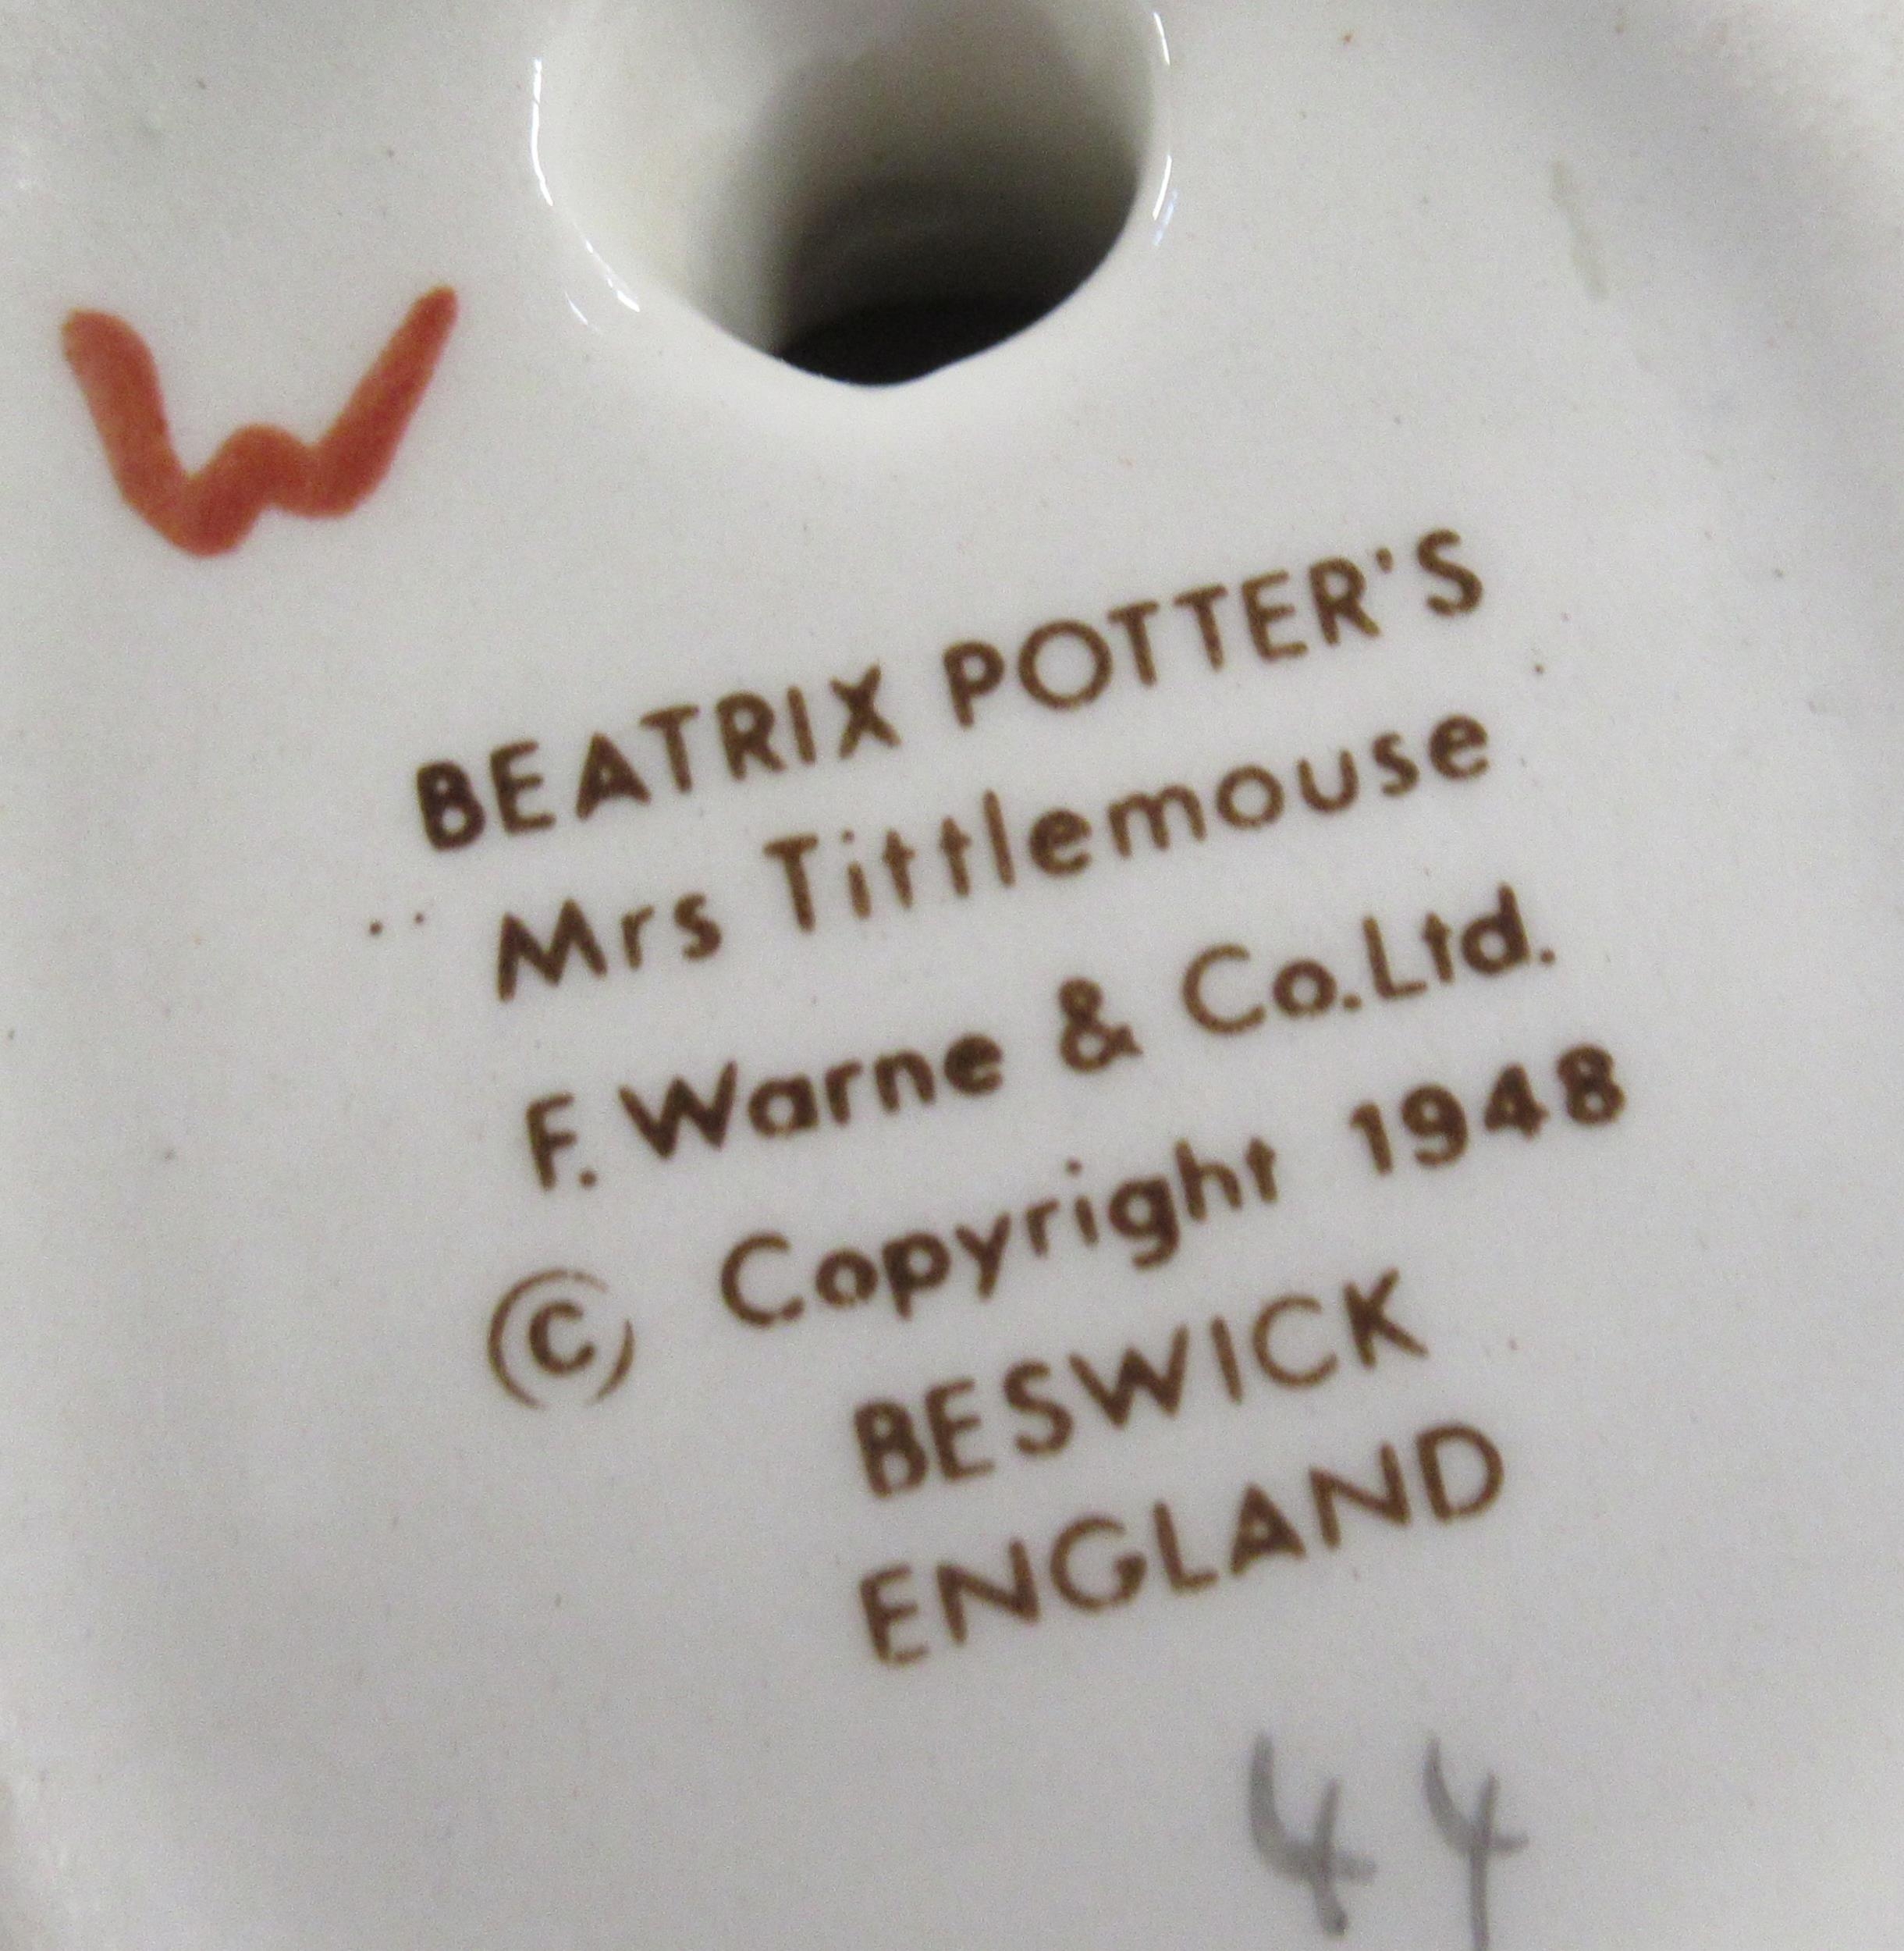 W
BEATRIX POTTER'S
Mrs Tittlemouse
F. Warne & Co.Ltd.
© Copyright 1948
BESWICK
ENGLAND
44